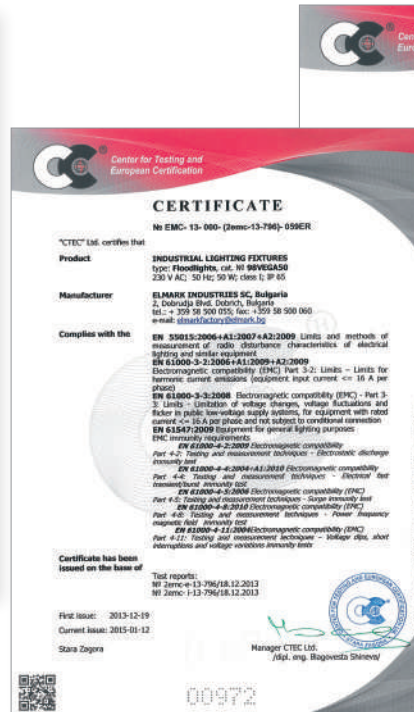 Cen
Euro
Center for Testing and
European Certification
CERTIFICATE
№ EMC- 13- 000- (2emc-13-796)- 059ER
"CTEC" Ltd. certifies that
Product
INDUSTRIAL LIGHTING FIXTURES
type: Floodlights, cat. № 98VEGA50
230 V AC; 50 Hz; 50 W; class I; IP 65
Manufacturer
ELMARK INDUSTRIES SC, Bulgaria
2, Dobrudja Blvd, Dobrich, Bulgaria
tel.: + 359 58 500 055; fax: +359 58 500 060
e-mail: elmarkfactory@elmark.bg
Complies with the
EN 55015:2006+A1:2007+A2:2009 Limits and methods of
measurement of radio disturbance characteristics of electrical
lighting and similar equipment
EN 61000-3-2:2006+A1:2009+A2:2009
Electromagnetic compatibility (EMC) Part 3-2: Limits – Limits for
harmonic current emissions (equipment input current <= 16 A per
phase)
EN 61000-3-3:2008 Electromagnetic compatibility (EMC) - Part 3-
3: Limits – Limitation of voltage changes, voltage fluctuations and
flicker in public low-voltage supply systems, for equipment with rated
current <= 16 A per phase and not subject to conditional connection
EN 61547:2009 Equipment for general lighting purposes
EMC immunity requirements
EN 61000-4-2:2009 Electromagnetic compatibility
Part 4-2: Testing and measurement techniques - Electrostatic discharge
immunity test
EN 61000-4-4:2004+A1:2010 Electromagnetic compatibility
Part 4-4: Testing and measurement techniques - Electrical fast
transient/burst immunity test
EN 61000-4-5:2006 Electromagnetic compatibility (EMC)
Part 4-5: Testing and measurement techniques - Surge immunity test
EN 61000-4-8:2010 Electromagnetic compatibility (EMC)
Part 4-8: Testing and measurement techniques - Power frequency
magnetic field immunity test
EN 61000-4-11:2004 Electromagnetic compatibility (EMC)
Part 4-11: Testing and measurement techniques – Voltage dips, short
interruptions and voltage variations immunity tests
Certificate has been
issued on the base of
Test reports:
№ 2emc-e-13-796/18.12.2013
№ 2emc- i-13-796/18.12.2013
First issue: 2013-12-19
Current issue: 2015-01-12
Stara Zagora
Manager CTEC Ltd.
/dipl. eng. Blagovesta Shineva/
00972